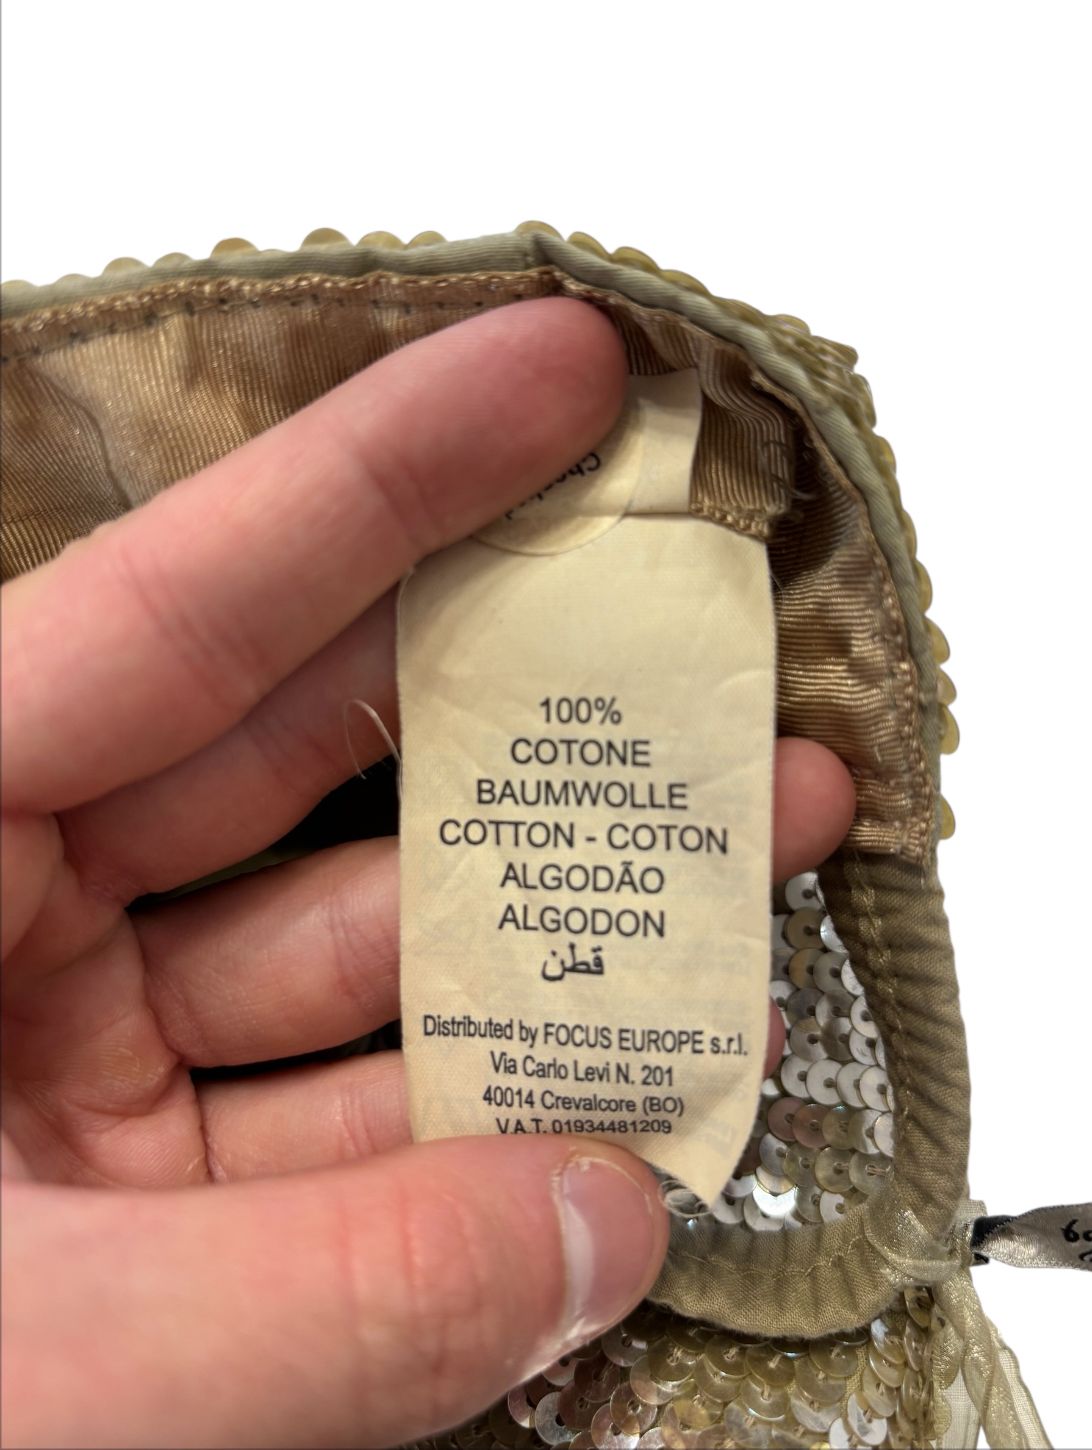 Checked
100%
COTONE
BAUMWOLLE
COTTON - COTON
ALGODÃO
ALGODON
قطن
Distributed by FOCUS EUROPE s.r.l.
Via Carlo Levi N. 201
40014 Crevalcore (BO)
V.A.T. 01934481209